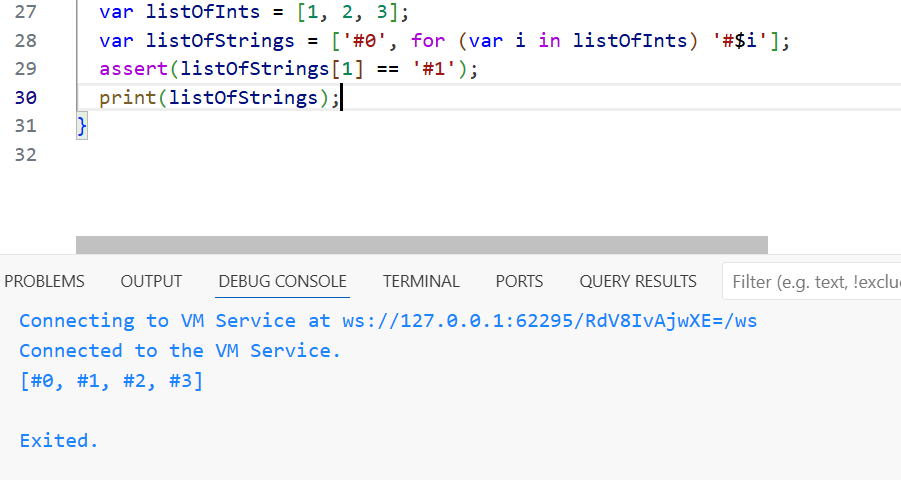 27 var listOfInts = [1, 2, 3];
28 var listOfStrings = ['#0', for (var i in listOfInts) '#$i'];
29 assert(listOfStrings[1] == '#1');
30 print(listOfStrings);
31 }
32
PROBLEMS OUTPUT DEBUG CONSOLE TERMINAL PORTS QUERY RESULTS Filter (e.g. text, !exclu
Connecting to VM Service at ws://127.0.0.1:62295/RdV8IvAjwXE=/ws
Connected to the VM Service.
[#0, #1, #2, #3]
Exited.